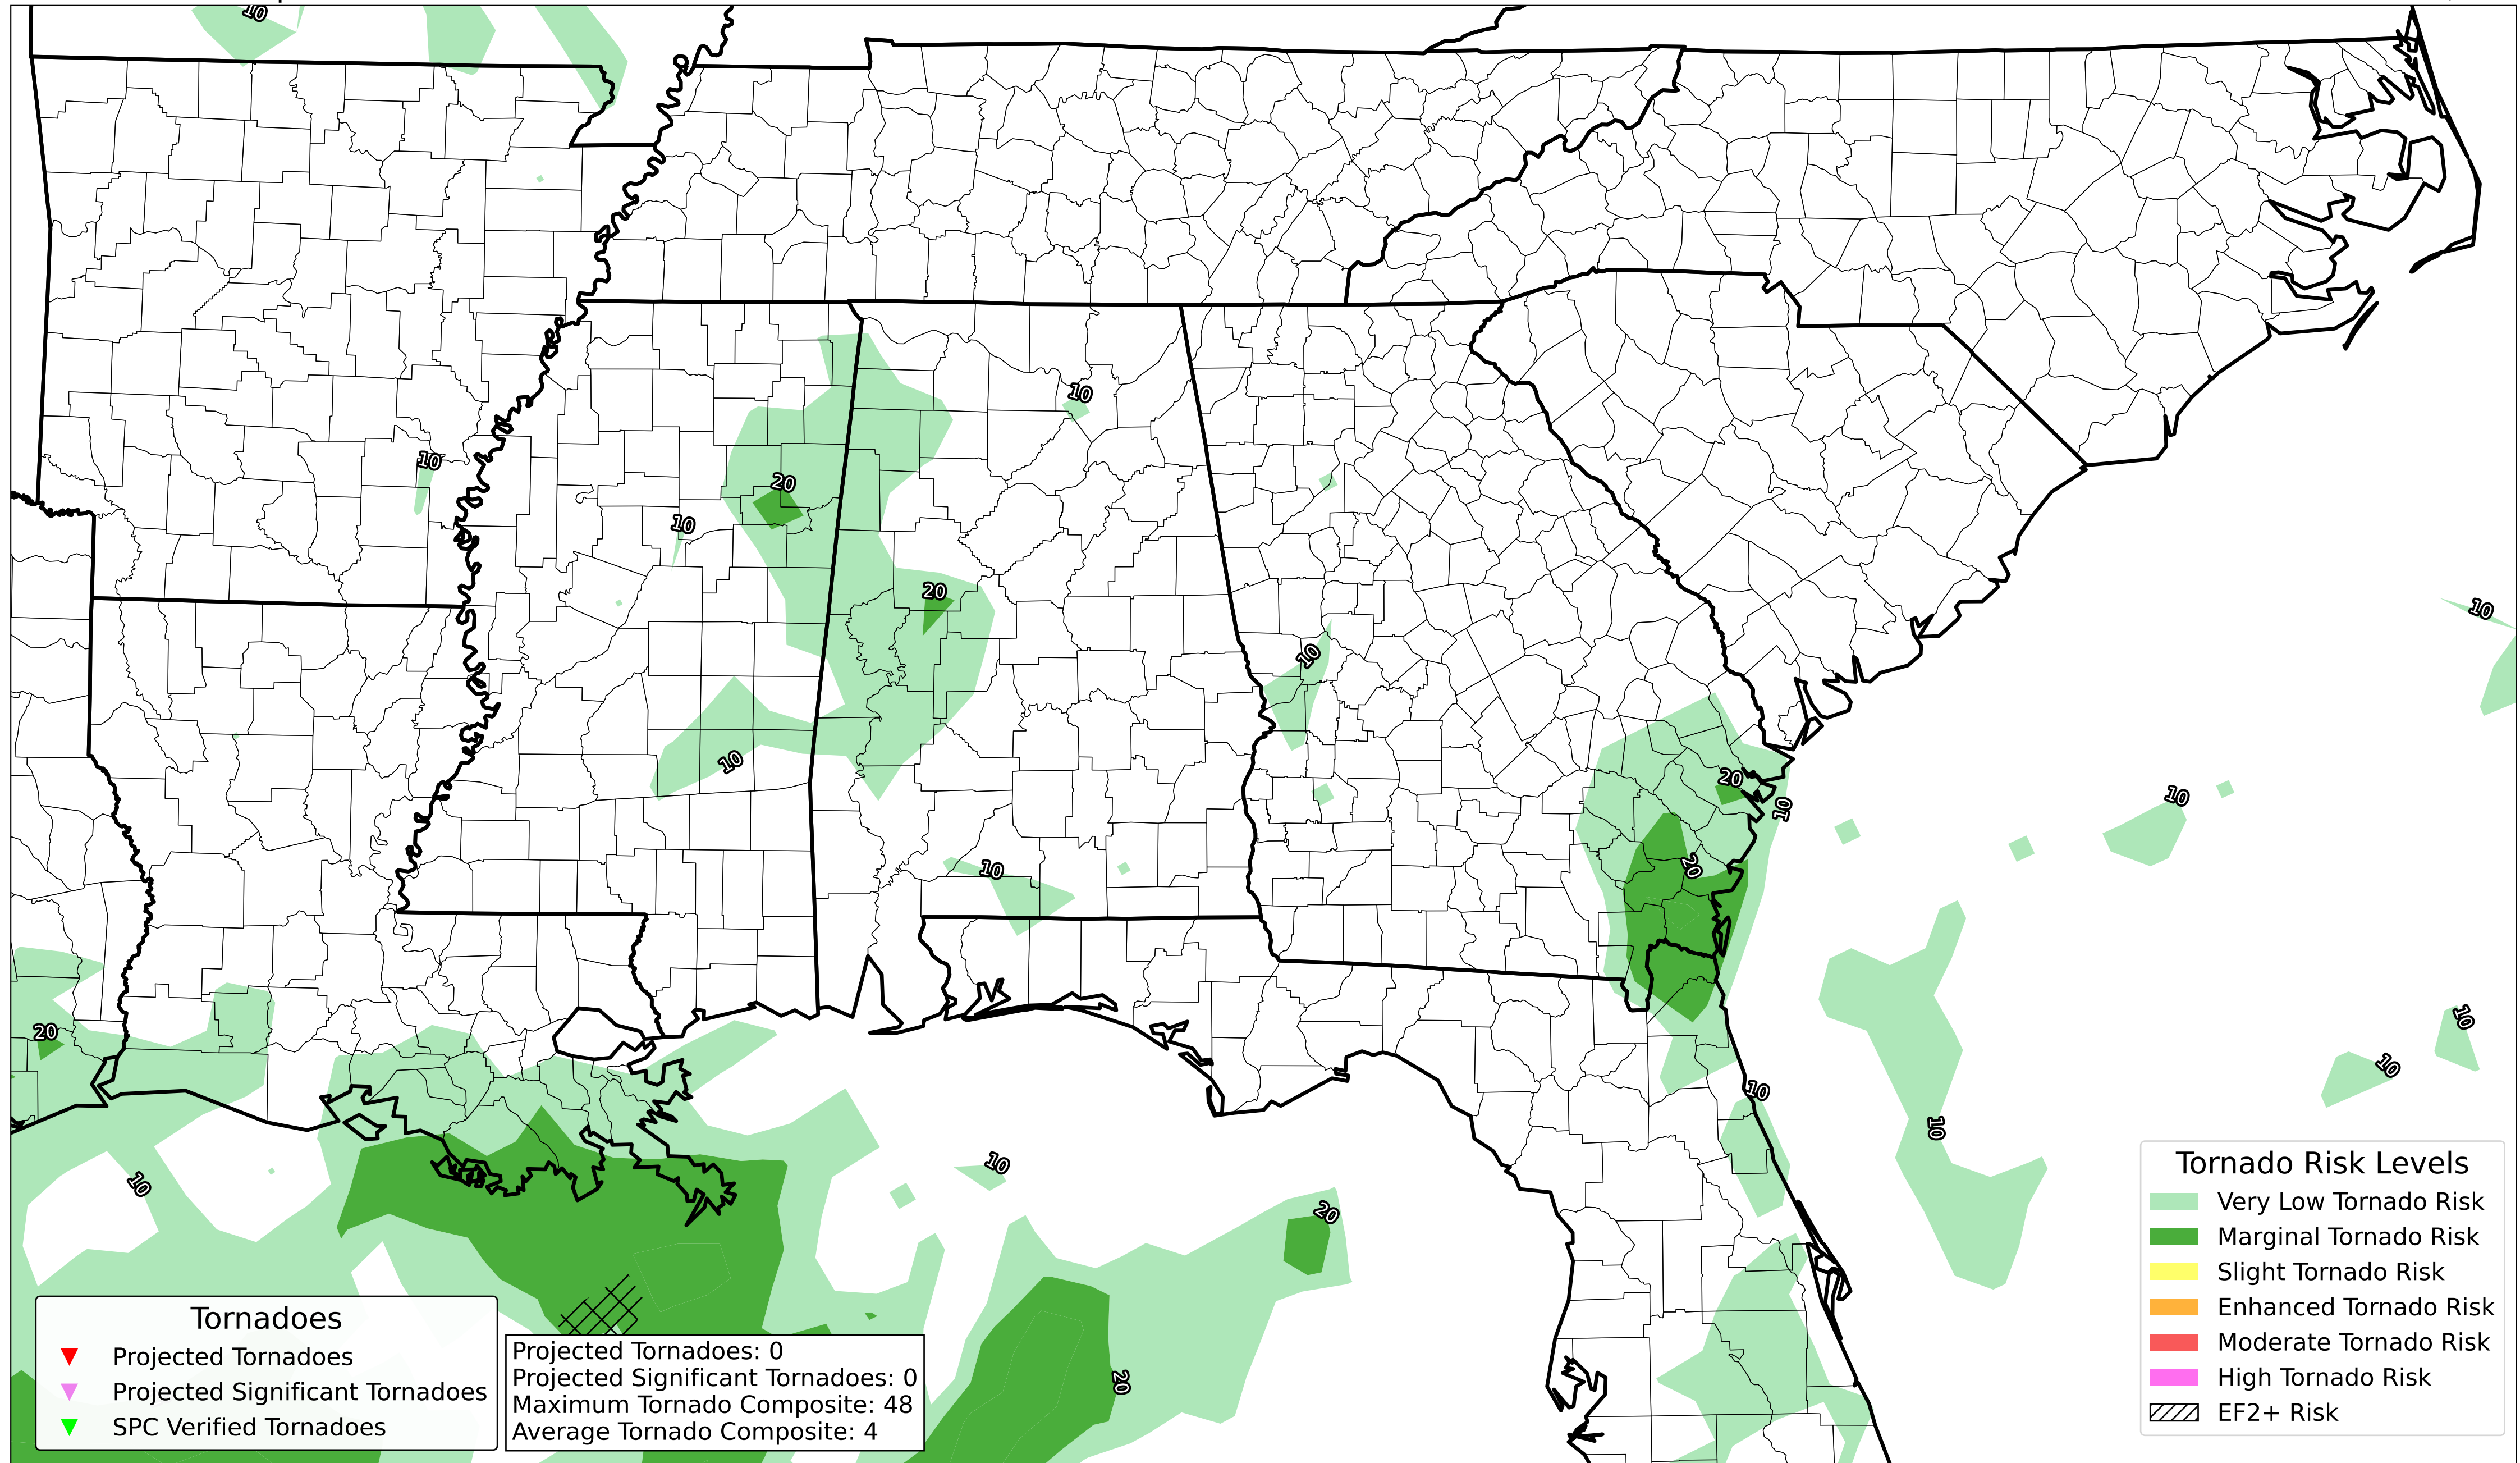 10
10
10
20
10
10
20
10
10
20
10
10
10
20
10
10
20
10
10
10
10
10
10
20
20
Tornado Risk Levels
Very Low Tornado Risk
Marginal Tornado Risk
Slight Tornado Risk
Enhanced Tornado Risk
Moderate Tornado Risk
High Tornado Risk
EF2+ Risk
Tornadoes
Projected Tornadoes
Projected Significant Tornadoes
SPC Verified Tornadoes
Projected Tornadoes: 0
Projected Significant Tornadoes: 0
Maximum Tornado Composite: 48
Average Tornado Composite: 4